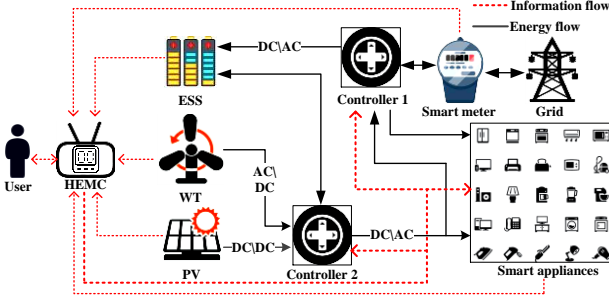 Information flow
Energy flow
DC\AC
ESS
Controller 1
Smart meter
Grid
User
HEMC
WT
AC\
DC
DC\DC
PV
Controller 2
DC\AC
Smart appliances